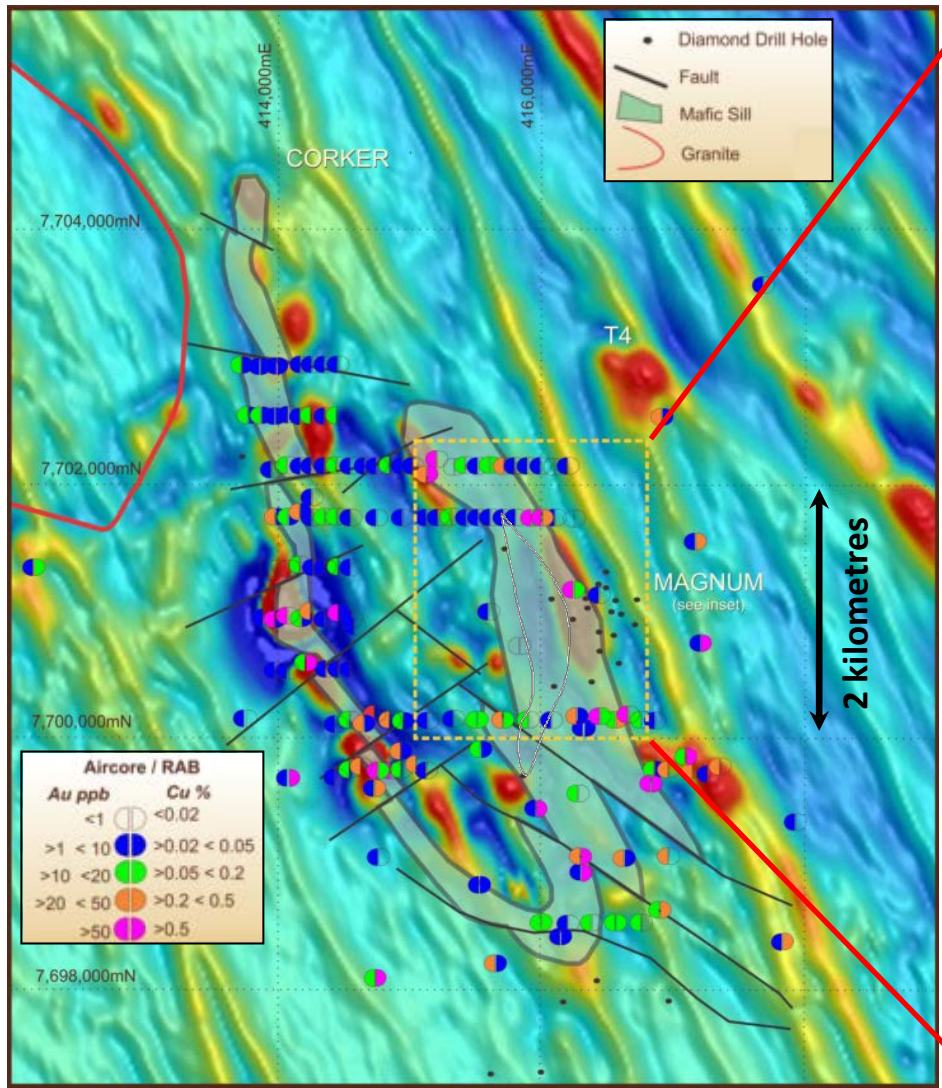 Diamond Drill Hole
Fault
Mafic Sill
Granite
414,000mE
416,000mE
CORKER
7,704,000mN
T4
7,702,000mN
MAGNUM
(see inset)
2 kilometres
7,700,000mN
Aircore / RAB
Au ppb Cu %
<1 <0.02
>1 < 10 >0.02 < 0.05
>10 <20 >0.05 < 0.2
>20 < 50 >0.2 < 0.5
>50 >0.5
7,698,000mN